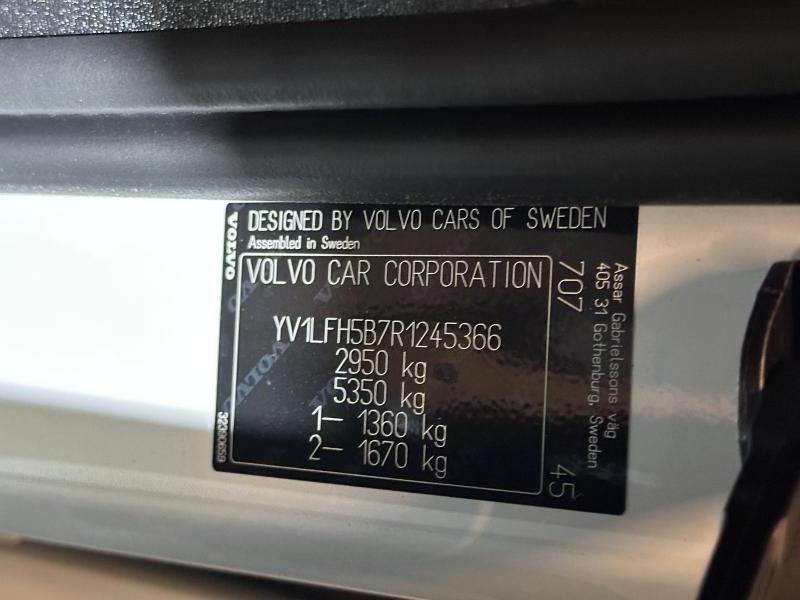 VOLVO
DESIGNED BY VOLVO CARS OF SWEDEN
Assembled in Sweden
VOLVO CAR CORPORATION
YV1LFH5B7R1245366
2950 kg
5350 kg
1– 1360 kg
2– 1670 kg
707
45
Assar Gabrielssons väg
405 31 Gothenburg, Sweden
32300659